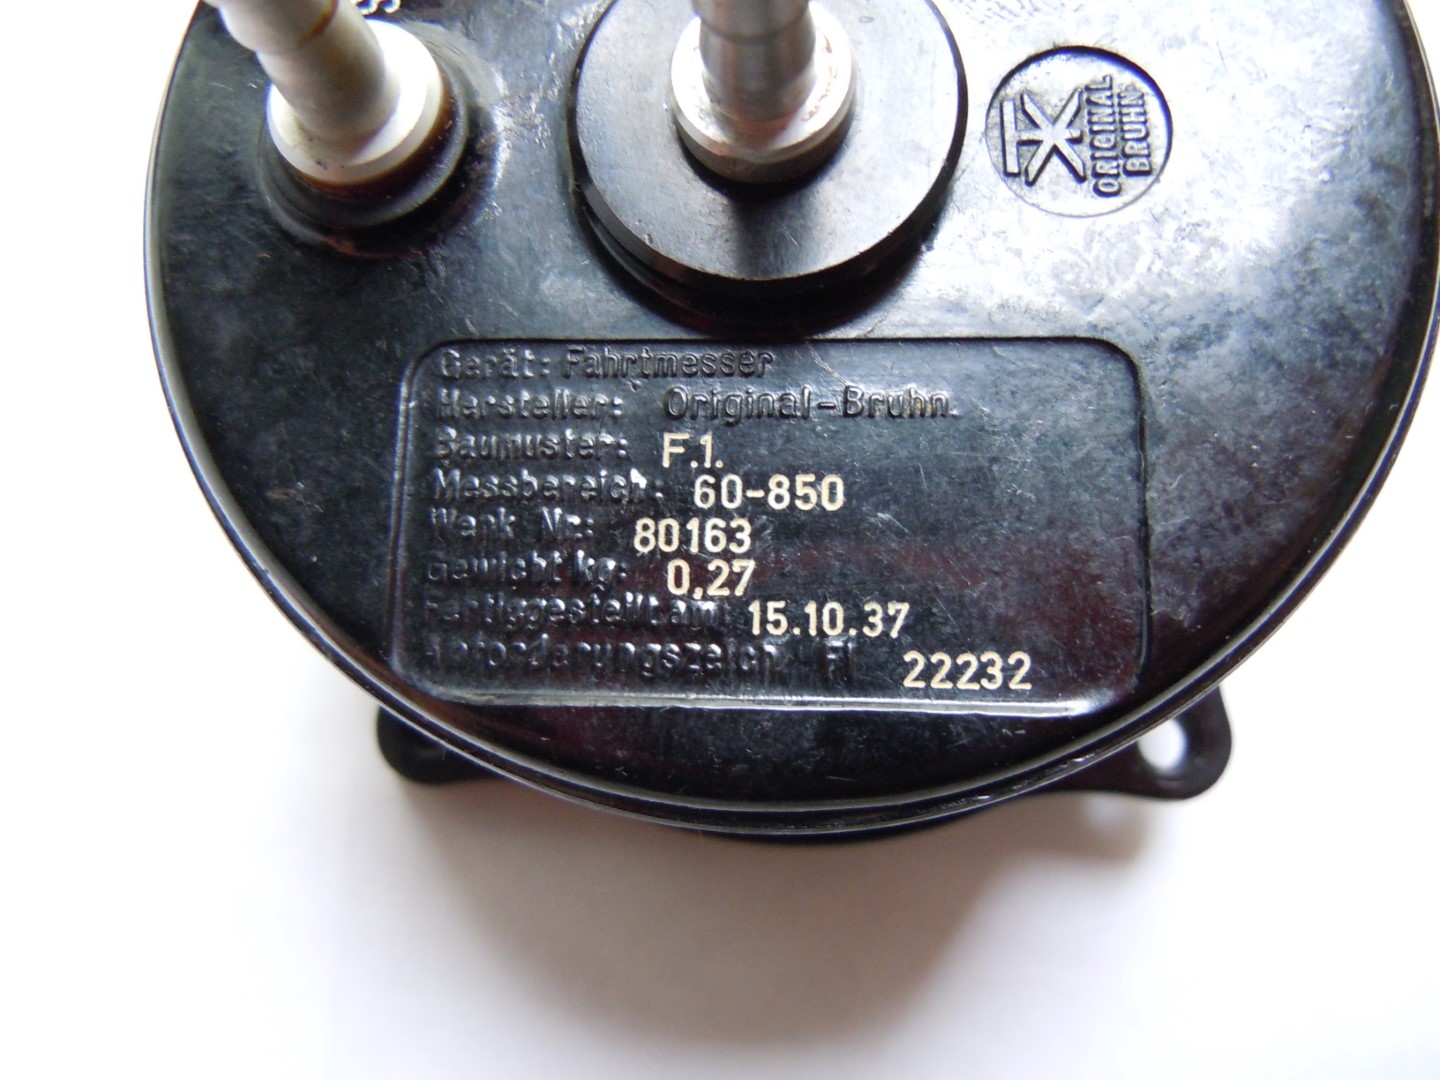 ORIGINAL
BRUHN
Gerät: Fahrtmesser
Hersteller: Original-Bruhn.
Baumuster: F.1.
Messbereich: 60-850
Werk Nr: 80163
Gewicht kg: 0,27
Fertiggestellt am: 15.10.37
Anforderungszeich. Fl 22232